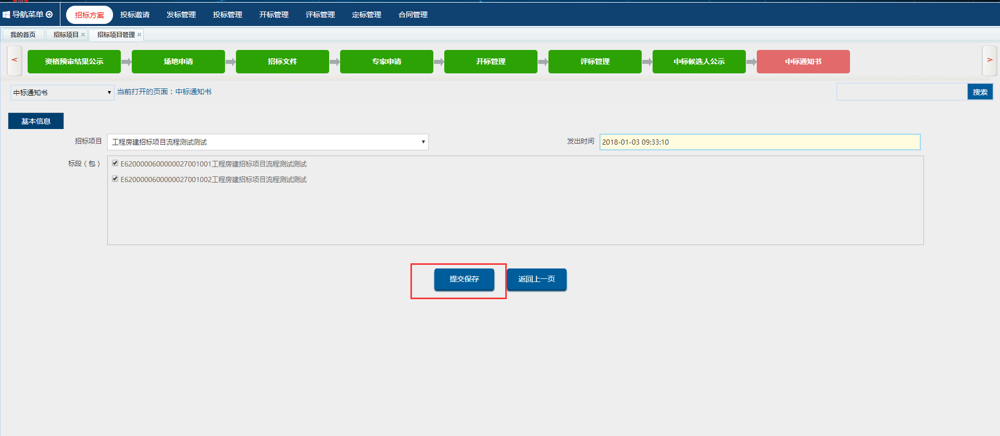 导航菜单 招标方案 投标邀请 发标管理 投标管理 开标管理 评标管理 定标管理 合同管理
我的首页 招标项目 × 招标项目管理 ×
< 资格预审结果公示 场地申请 招标文件 专家申请 开标管理 评标管理 中标候选人公示 中标通知书 >
中标通知书 当前打开的页面：中标通知书 搜索
基本信息
招标项目 工程房建招标项目流程测试测试 发出时间 2018-01-03 09:33:10
标段（包） E6200000600000027001001工程房建招标项目流程测试测试
E6200000600000027001002工程房建招标项目流程测试测试
提交保存 返回上一页